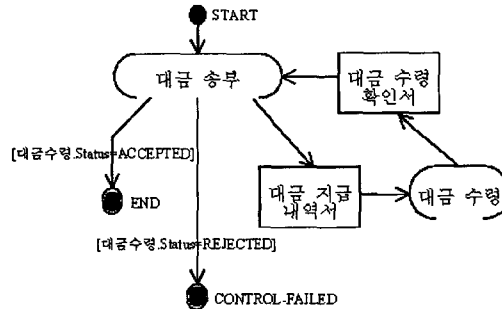 START
대금 송부
대금 수령
확인서
[대금수령.Status=ACCEPTED]
대금 지급
내역서
대금 수령
END
[대금수령.Status=REJECTED]
CONTROL-FAILED